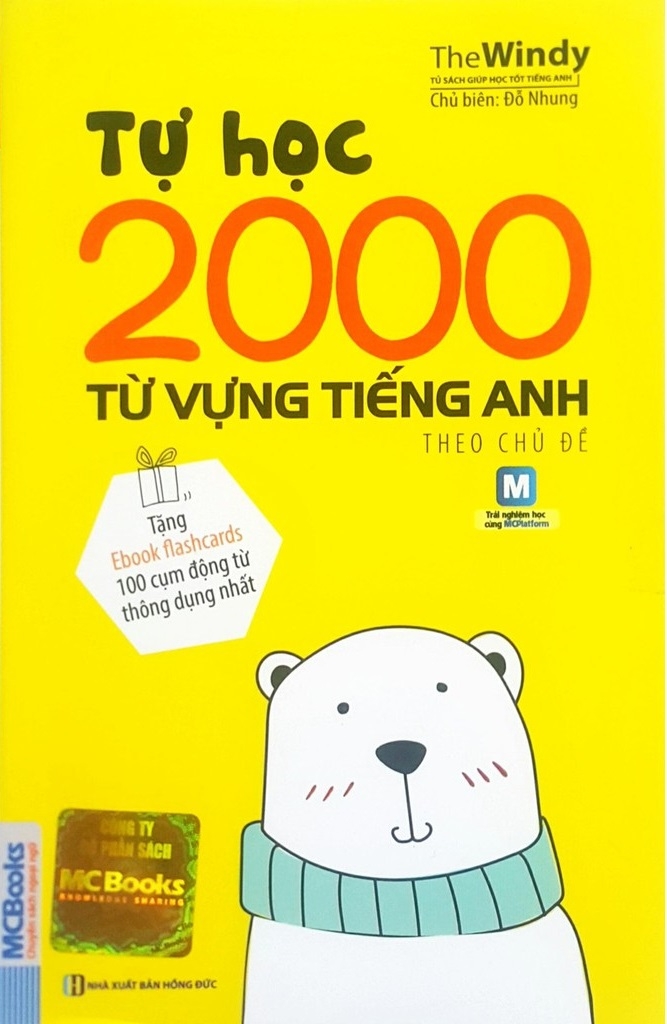 TheWindy
TỦ SÁCH GIÚP HỌC TỐT TIẾNG ANH
Chủ biên: Đỗ Nhung
Tự học
2000
TỪ VỰNG TIẾNG ANH
THEO CHỦ ĐỀ
M
Trải nghiệm học
cùng MCPlatform
Tặng
Ebook flashcards
100 cụm động từ
thông dụng nhất
MCBooks
Chuyên sách ngoại ngữ
CÔNG TY
CỔ PHẦN SÁCH
MC Books
KNOWLEDGE SHARING
NHÀ XUẤT BẢN HỒNG ĐỨC